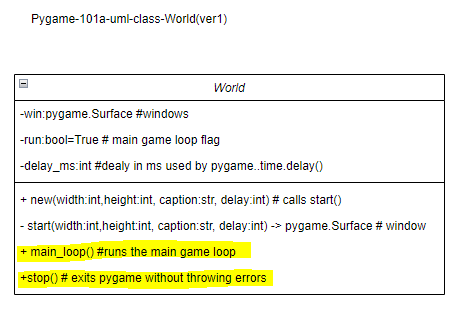 Pygame-101a-uml-class-World(ver1)
World
-win:pygame.Surface #windows
-run:bool=True # main game loop flag
-delay_ms:int #dealy in ms used by pygame..time.delay()
+ new(width:int,height:int, caption:str, delay:int) # calls start()
- start(width:int,height:int, caption:str, delay:int) -> pygame.Surface # window
+ main_loop() #runs the main game loop
+stop() # exits pygame without throwing errors